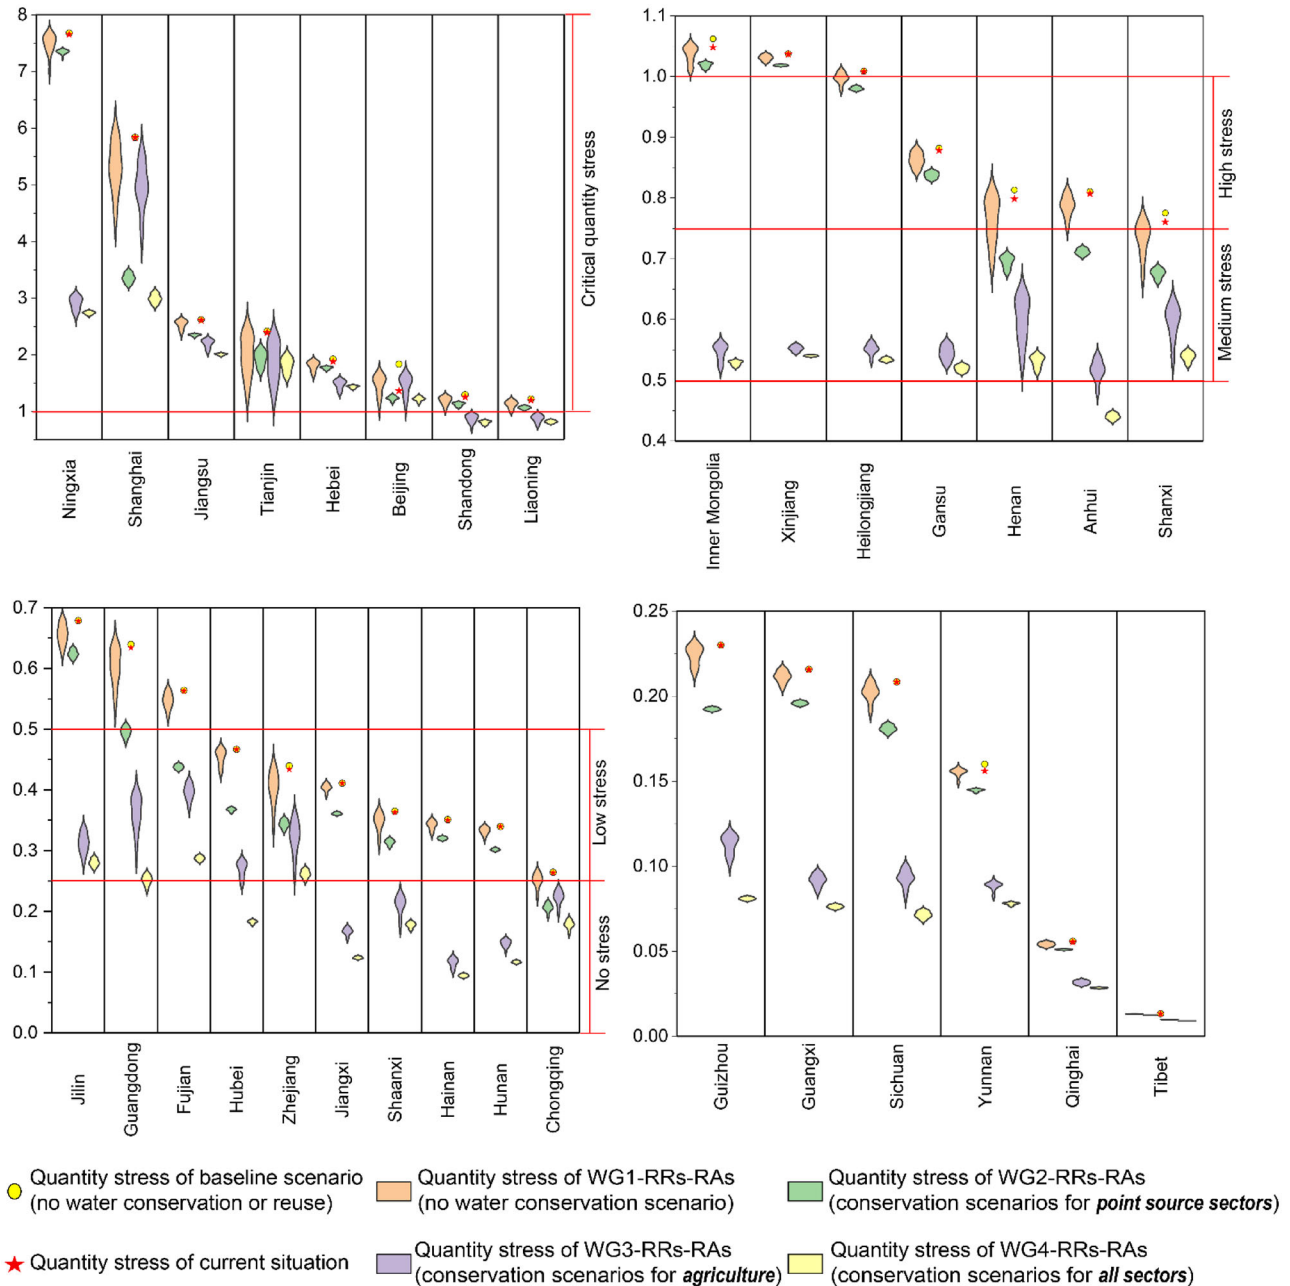 8
7
6
5
4
3
2
1
Critical quantity stress
Ningxia
Shanghai
Jiangsu
Tianjin
Hebei
Beijing
Shandong
Liaoning
1.1
1.0
0.9
0.8
0.7
0.6
0.5
0.4
High stress
Medium stress
Inner Mongolia
Xinjiang
Heilongjiang
Gansu
Henan
Anhui
Shanxi
0.7
0.6
0.5
0.4
0.3
0.2
0.1
0.0
Low stress
No stress
Jilin
Guangdong
Fujian
Hubei
Zhejiang
Jiangxi
Shaanxi
Hainan
Hunan
Chongqing
0.25
0.20
0.15
0.10
0.05
0.00
Guizhou
Guangxi
Sichuan
Yunnan
Qinghai
Tibet
Quantity stress of baseline scenario
(no water conservation or reuse)
Quantity stress of WG1-RRs-RAs
(no water conservation scenario)
Quantity stress of WG2-RRs-RAs
(conservation scenarios for point source sectors)
Quantity stress of current situation
Quantity stress of WG3-RRs-RAs
(conservation scenarios for agriculture)
Quantity stress of WG4-RRs-RAs
(conservation scenarios for all sectors)